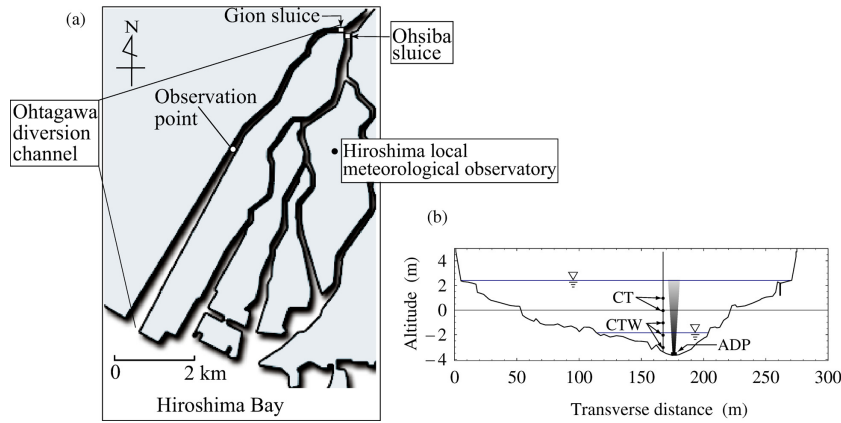 (a)
N
Gion sluice
Ohsiba
sluice
Ohtagawa
diversion
channel
Observation
point
Hiroshima local
meteorological observatory
0 2 km
Hiroshima Bay
(b)
Altitude (m)
4
2
0
−2
−4
CT
CTW
ADP
0 50 100 150 200 250 300
Transverse distance (m)